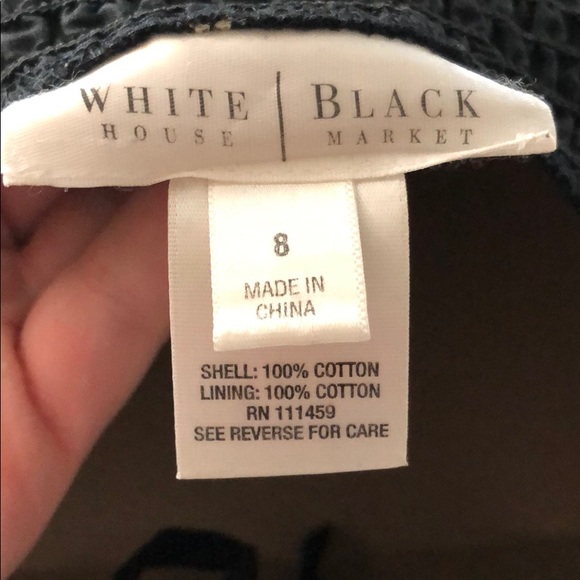 WHITE | BLACK
HOUSE MARKET
8
MADE IN
CHINA
SHELL: 100% COTTON
LINING: 100% COTTON
RN 111459
SEE REVERSE FOR CARE